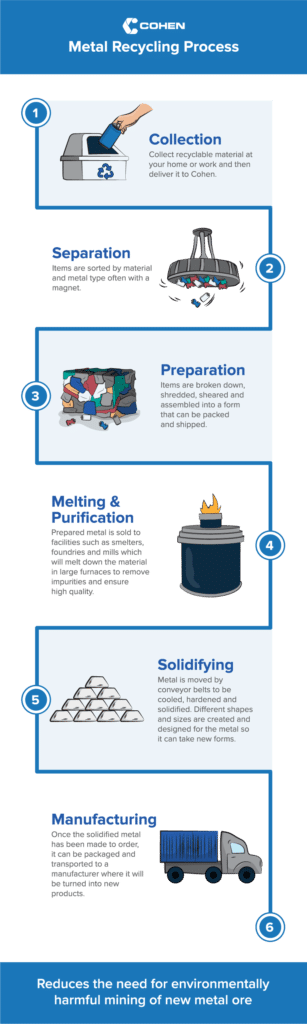 COHEN
Metal Recycling Process
1
Collection
Collect recyclable material at
your home or work and then
deliver it to Cohen.
Separation
Items are sorted by material
and metal type often with a
magnet.
2
Preparation
Items are broken down,
shredded, sheared and
assembled into a form
that can be packed
and shipped.
3
Melting &
Purification
Prepared metal is sold to
facilities such as smelters,
foundries and mills which
will melt down the material
in large furnaces to remove
impurities and ensure
high quality.
4
Solidifying
Metal is moved by
conveyor belts to be
cooled, hardened and
solidified. Different shapes
and sizes are created and
designed for the metal so
it can take new forms.
5
Manufacturing
Once the solidified metal
has been made to order,
it can be packaged and
transported to a
manufacturer where it will
be turned into new
products.
6
Reduces the need for environmentally
harmful mining of new metal ore